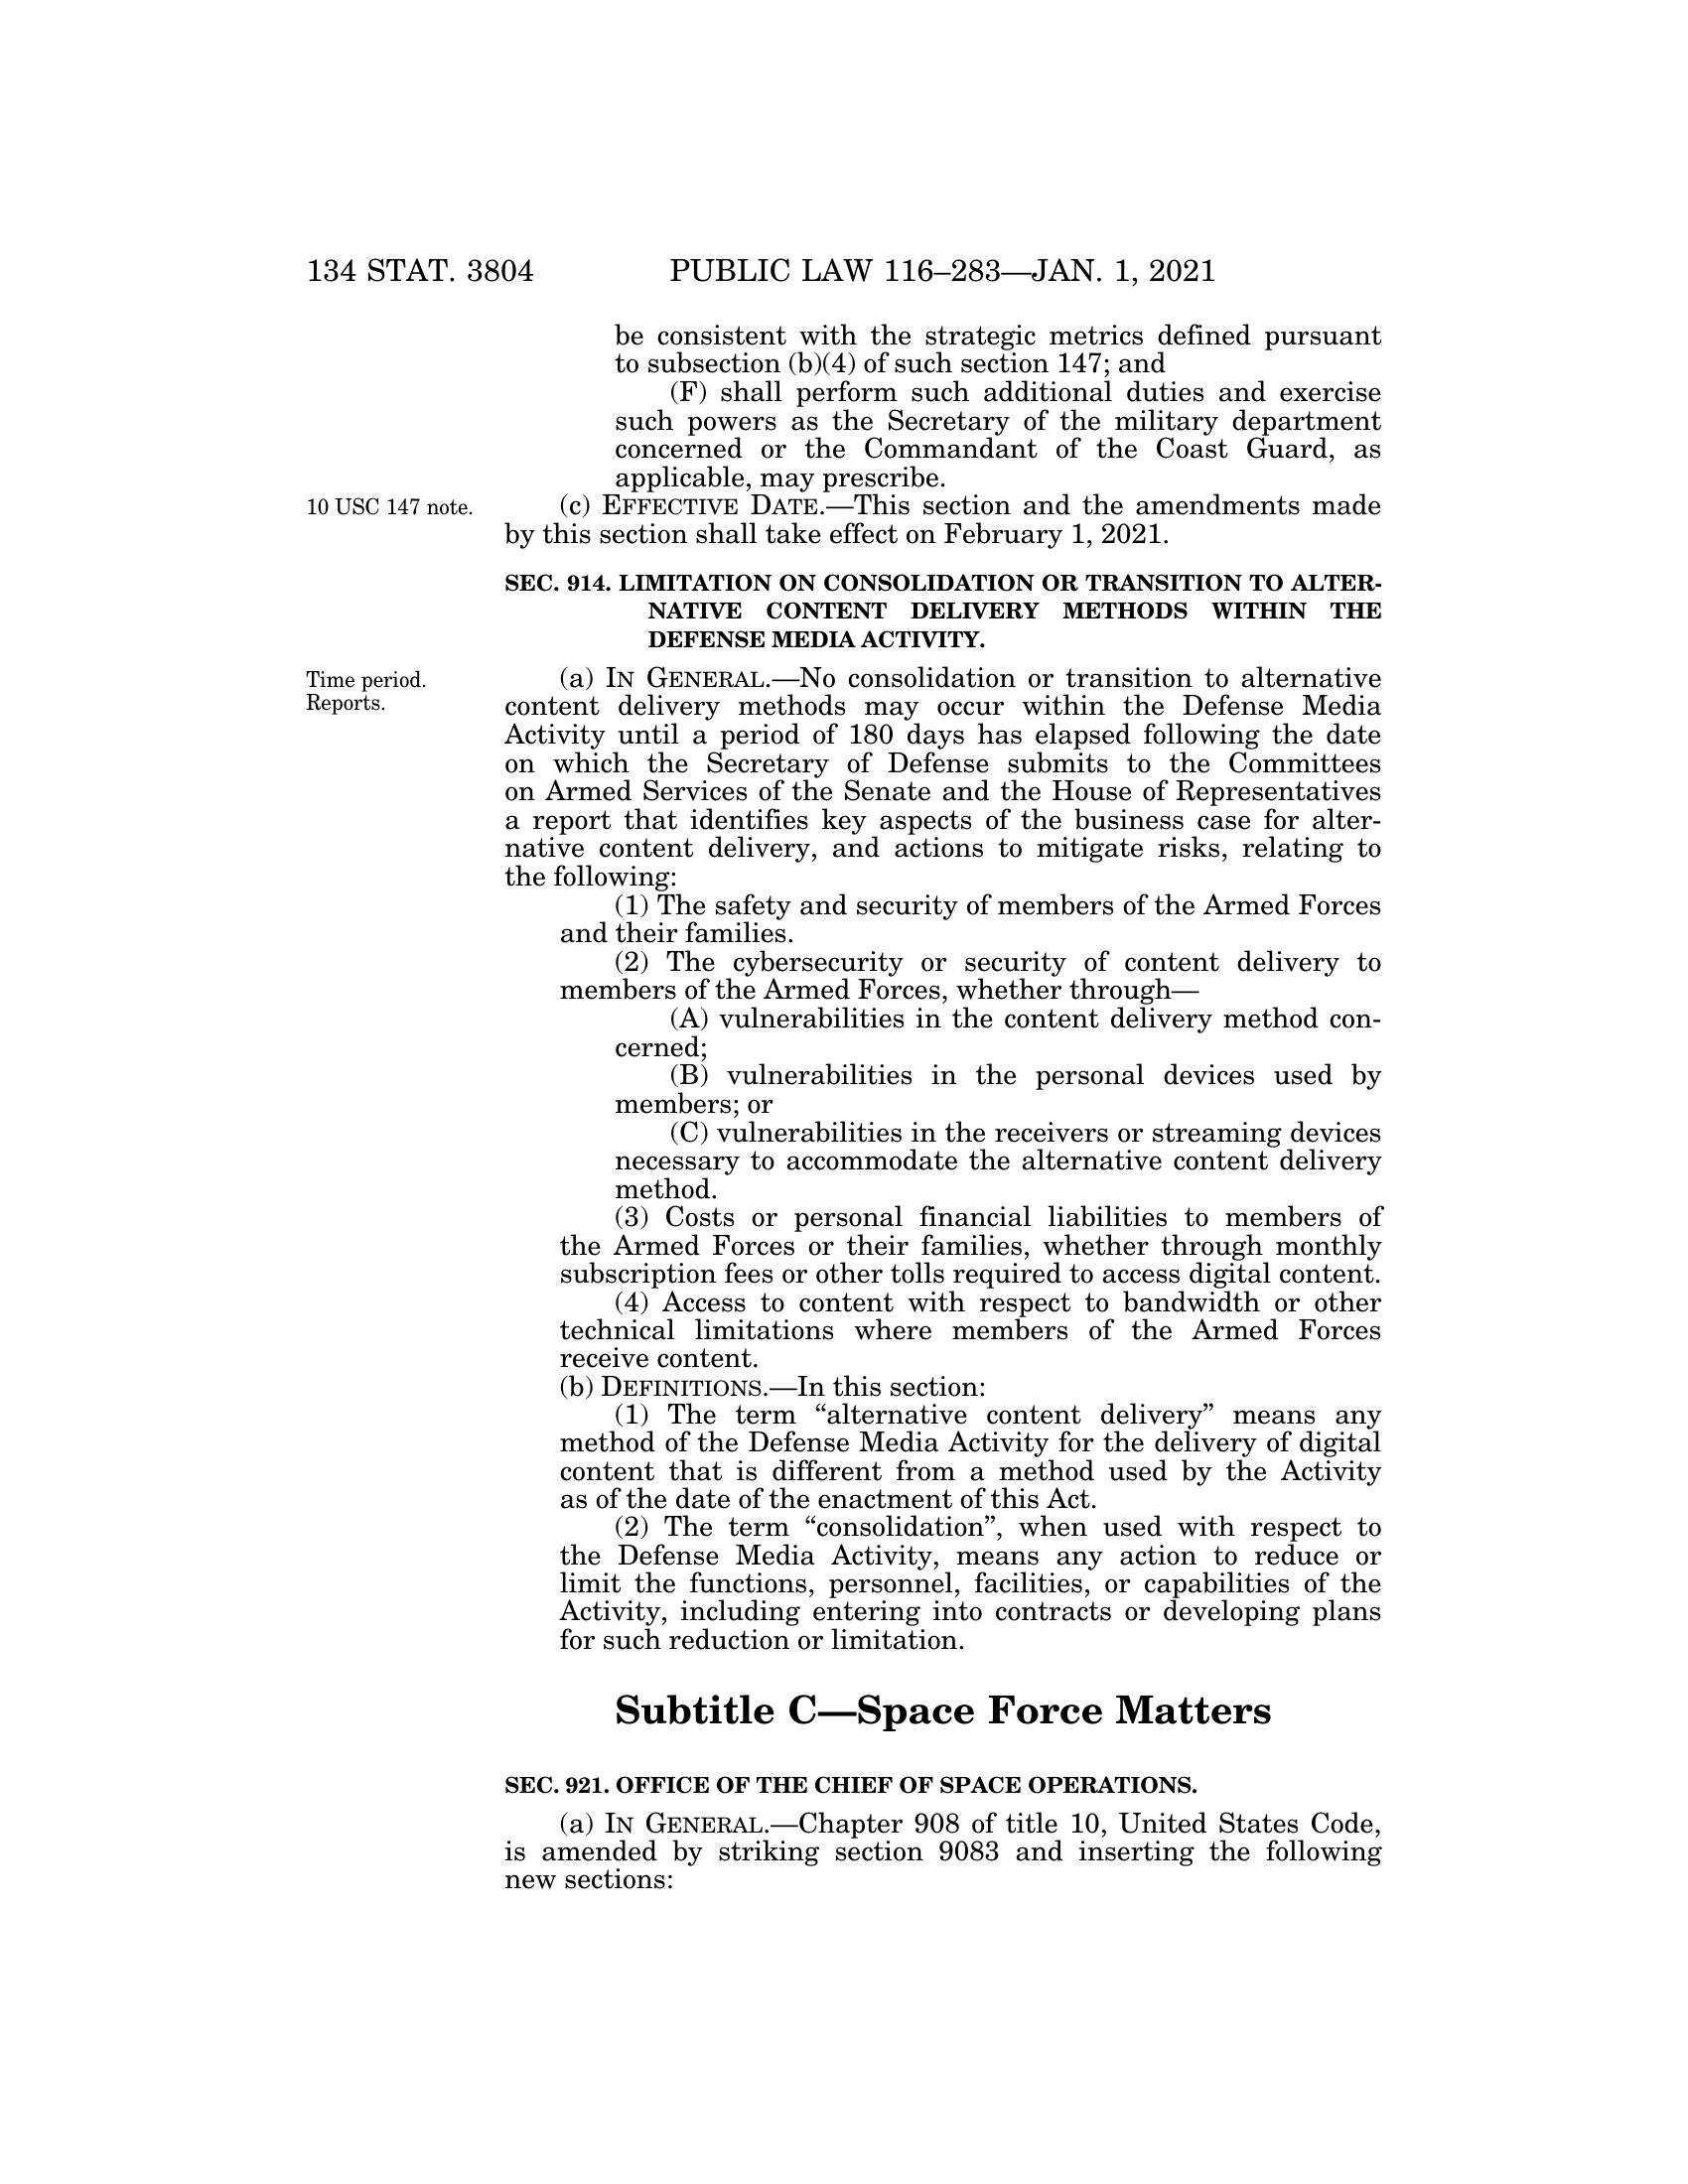 134 STAT. 3804
PUBLIC LAW 116–283—JAN. 1, 2021
be consistent with the strategic metrics defined pursuant
to subsection (b)(4) of such section 147; and
(F) shall perform such additional duties and exercise
such powers as the Secretary of the military department
concerned or the Commandant of the Coast Guard, as
applicable, may prescribe.
10 USC 147 note.
(c) EFFECTIVE DATE.—This section and the amendments made
by this section shall take effect on February 1, 2021.
SEC. 914. LIMITATION ON CONSOLIDATION OR TRANSITION TO ALTER-
NATIVE CONTENT DELIVERY METHODS WITHIN THE
DEFENSE MEDIA ACTIVITY.
Time period.
Reports.
(a) IN GENERAL.—No consolidation or transition to alternative
content delivery methods may occur within the Defense Media
Activity until a period of 180 days has elapsed following the date
on which the Secretary of Defense submits to the Committees
on Armed Services of the Senate and the House of Representatives
a report that identifies key aspects of the business case for alter-
native content delivery, and actions to mitigate risks, relating to
the following:
(1) The safety and security of members of the Armed Forces
and their families.
(2) The cybersecurity or security of content delivery to
members of the Armed Forces, whether through—
(A) vulnerabilities in the content delivery method con-
cerned;
(B) vulnerabilities in the personal devices used by
members; or
(C) vulnerabilities in the receivers or streaming devices
necessary to accommodate the alternative content delivery
method.
(3) Costs or personal financial liabilities to members of
the Armed Forces or their families, whether through monthly
subscription fees or other tolls required to access digital content.
(4) Access to content with respect to bandwidth or other
technical limitations where members of the Armed Forces
receive content.
(b) DEFINITIONS.—In this section:
(1) The term “alternative content delivery” means any
method of the Defense Media Activity for the delivery of digital
content that is different from a method used by the Activity
as of the date of the enactment of this Act.
(2) The term “consolidation”, when used with respect to
the Defense Media Activity, means any action to reduce or
limit the functions, personnel, facilities, or capabilities of the
Activity, including entering into contracts or developing plans
for such reduction or limitation.
Subtitle C—Space Force Matters
SEC. 921. OFFICE OF THE CHIEF OF SPACE OPERATIONS.
(a) IN GENERAL.—Chapter 908 of title 10, United States Code,
is amended by striking section 9083 and inserting the following
new sections: